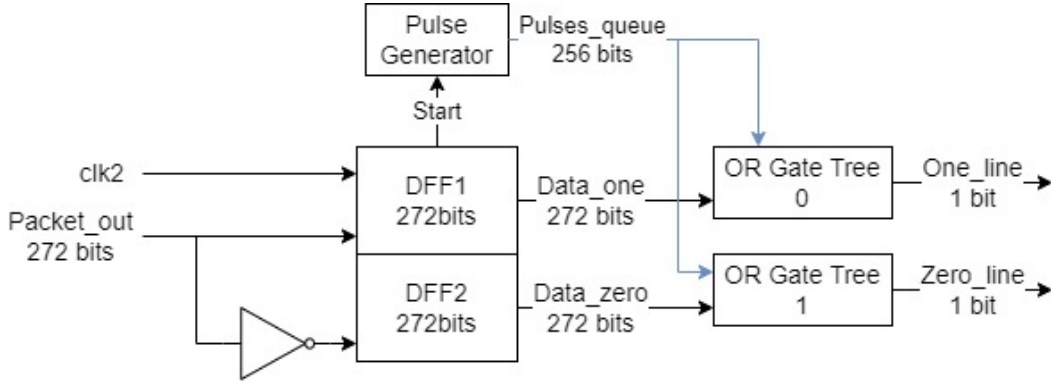 Pulse
Generator
Pulses_queue
256 bits
Start
clk2
Packet_out
272 bits
DFF1
272bits
DFF2
272bits
Data_one
272 bits
Data_zero
272 bits
OR Gate Tree
0
OR Gate Tree
1
One_line
1 bit
Zero_line
1 bit